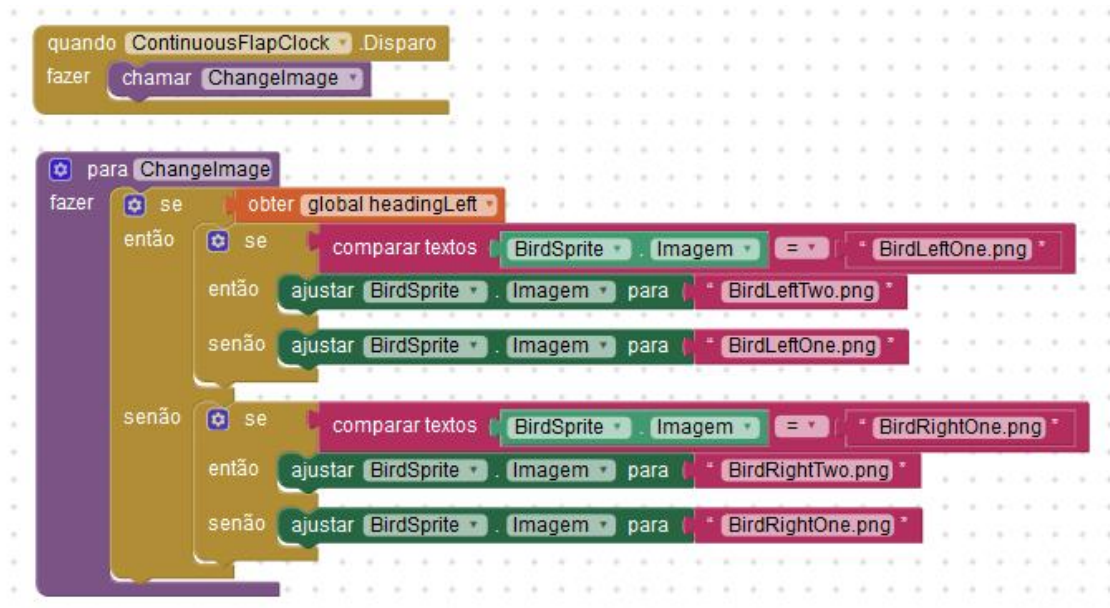 quando ContinuousFlapClock .Disparo
fazer chamar ChangeImage
para ChangeImage
fazer se obter global headingLeft
então se comparar textos BirdSprite . Imagem = " BirdLeftOne.png "
então ajustar BirdSprite . Imagem para " BirdLeftTwo.png "
senão ajustar BirdSprite . Imagem para " BirdLeftOne.png "
senão se comparar textos BirdSprite . Imagem = " BirdRightOne.png "
então ajustar BirdSprite . Imagem para " BirdRightTwo.png "
senão ajustar BirdSprite . Imagem para " BirdRightOne.png "